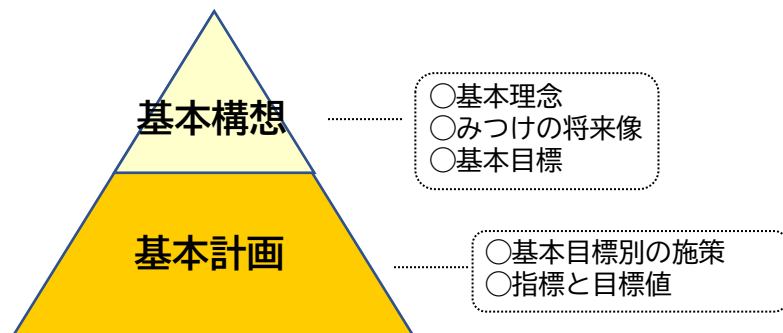 基本構想
◯基本理念
◯みつけの将来像
◯基本目標
基本計画
◯基本目標別の施策
◯指標と目標値